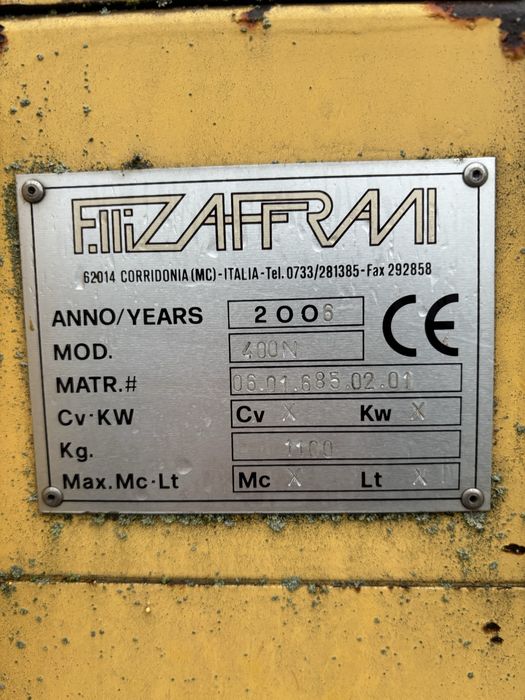 F.lli ZAFFRANI
62014 CORRIDONIA (MC)-ITALIA-Tel. 0733/281385-Fax 292858
ANNO/YEARS 2006
MOD. 400N
MATR.# 06.01.685.02.01
CE
Cv·KW Cv X Kw X
Kg. 1100
Max.Mc·Lt Mc X Lt X